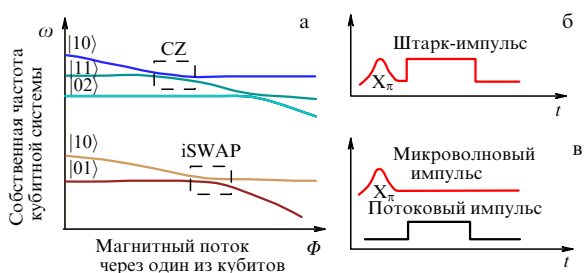 а
ω
|10⟩
|11⟩
|02⟩
CZ
|10⟩
|01⟩
iSWAP
Собственная частота
кубитной системы
Магнитный поток
через один из кубитов
Φ
б
Штарк-импульс
Xπ
t
в
Микроволновый
импульс
Xπ
Потоковый импульс
t